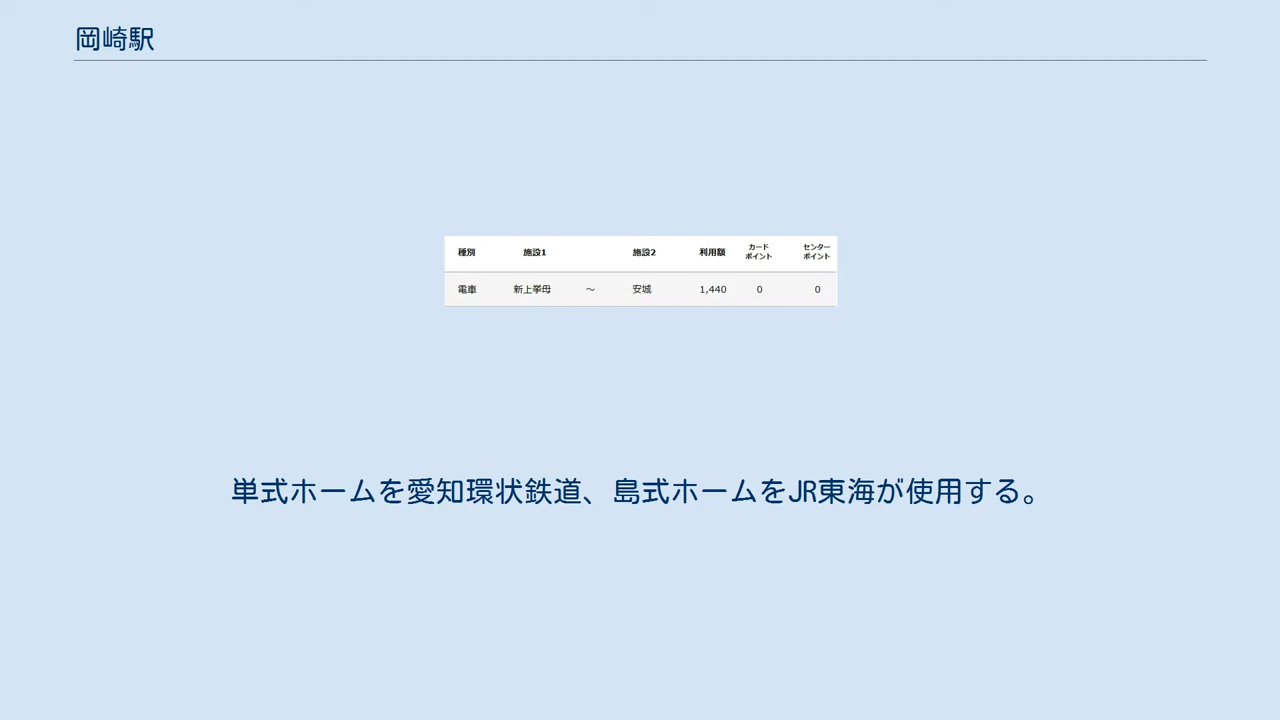 岡崎駅
種別 施設1 施設2 利用額 カードポイント センターポイント
電車 新上挙母 ～ 安城 1,440 0 0
単式ホームを愛知環状鉄道、島式ホームをJR東海が使用する。